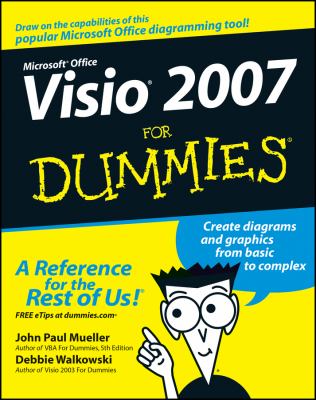 Draw on the capabilities of this
popular Microsoft Office diagramming tool!
Microsoft® Office
Visio® 2007
FOR
DUMMIES®
Create diagrams
and graphics
from basic
to complex
A Reference
for the
Rest of Us!®
FREE eTips at dummies.com®
John Paul Mueller
Author of VBA For Dummies, 5th Edition
Debbie Walkowski
Author of Visio 2003 For Dummies